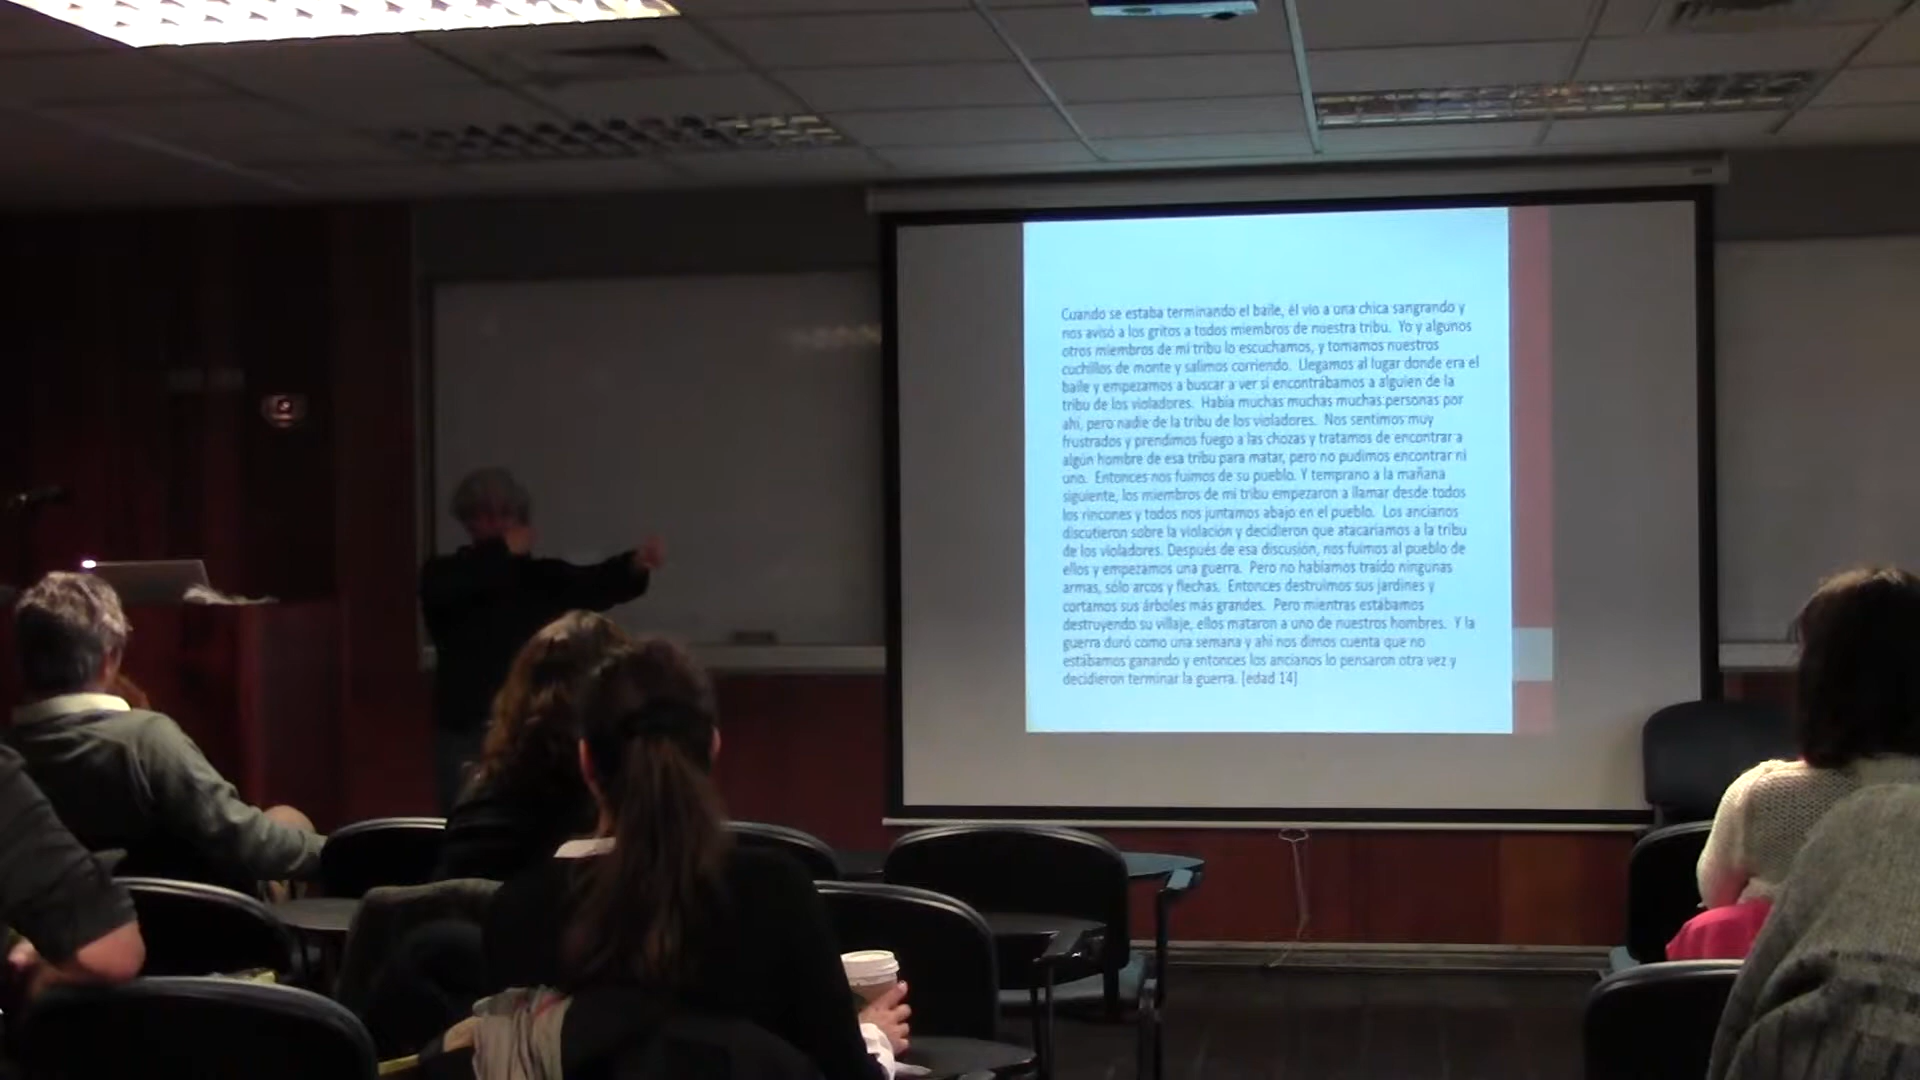 Cuando se estaba terminando el baile, él vio a una chica sangrando y
nos avisó a los gritos a todos miembros de nuestra tribu. Yo y algunos
otros miembros de mi tribu lo escuchamos, y tomamos nuestros
cuchillos de monte y salimos corriendo. Llegamos al lugar donde era el
baile y empezamos a buscar a ver si encontrábamos a alguien de la
tribu de los violadores. Había muchas muchas muchas personas por
ahí, pero nadie de la tribu de los violadores. Nos sentimos muy
frustrados y prendimos fuego a las chozas y tratamos de encontrar a
algún hombre de esa tribu para matar, pero no pudimos encontrar ni
uno. Entonces nos fuimos de su pueblo. Y temprano a la mañana
siguiente, los miembros de mi tribu empezaron a llamar desde todos
los rincones y todos nos juntamos abajo en el pueblo. Los ancianos
discutieron sobre la violación y decidieron que atacaríamos a la tribu
de los violadores. Después de esa discusión, nos fuimos al pueblo de
ellos y empezamos una guerra. Pero no habíamos traído ningunas
armas, sólo arcos y flechas. Entonces destruimos sus jardines y
cortamos sus árboles más grandes. Pero mientras estábamos
destruyendo su villaje, ellos mataron a uno de nuestros hombres. Y la
guerra duró como una semana y ahí nos dimos cuenta que no
estábamos ganando y entonces los ancianos lo pensaron otra vez y
decidieron terminar la guerra. [edad 14]